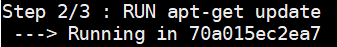 Step 2/3 : RUN apt-get update
 ---> Running in 70a015ec2ea7